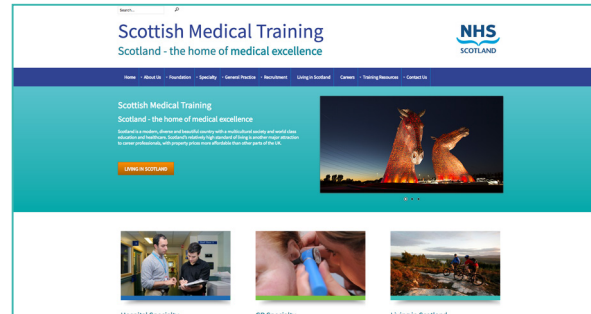 Search...
Scottish Medical Training
Scotland - the home of medical excellence
NHS
SCOTLAND
Home About Us Foundation Specialty General Practice Recruitment Living in Scotland Careers Training Resources Contact Us
Scottish Medical Training
Scotland - the home of medical excellence
Scotland is a modern, diverse and beautiful country with a multicultural society and world class
education and healthcare. Scotland's relatively high standard of living is another major attraction
to career professionals, with property prices more affordable than other parts of the UK.
LIVING IN SCOTLAND